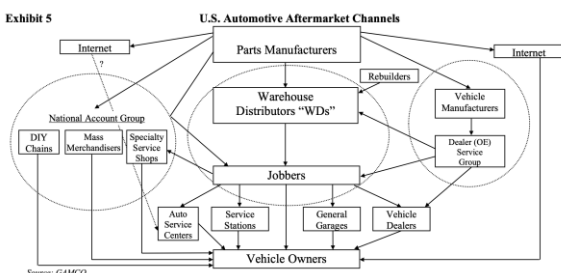 Exhibit 5
U.S. Automotive Aftermarket Channels
Internet
Parts Manufacturers
Internet
?
Rebuilders
National Account Group
Warehouse
Distributors “WDs”
Vehicle
Manufacturers
DIY
Chains
Mass
Merchandisers
Specialty
Service
Shops
Dealer (OE)
Service
Group
Jobbers
Auto
Service
Centers
Service
Stations
General
Garages
Vehicle
Dealers
Vehicle Owners
Source: GAMCO